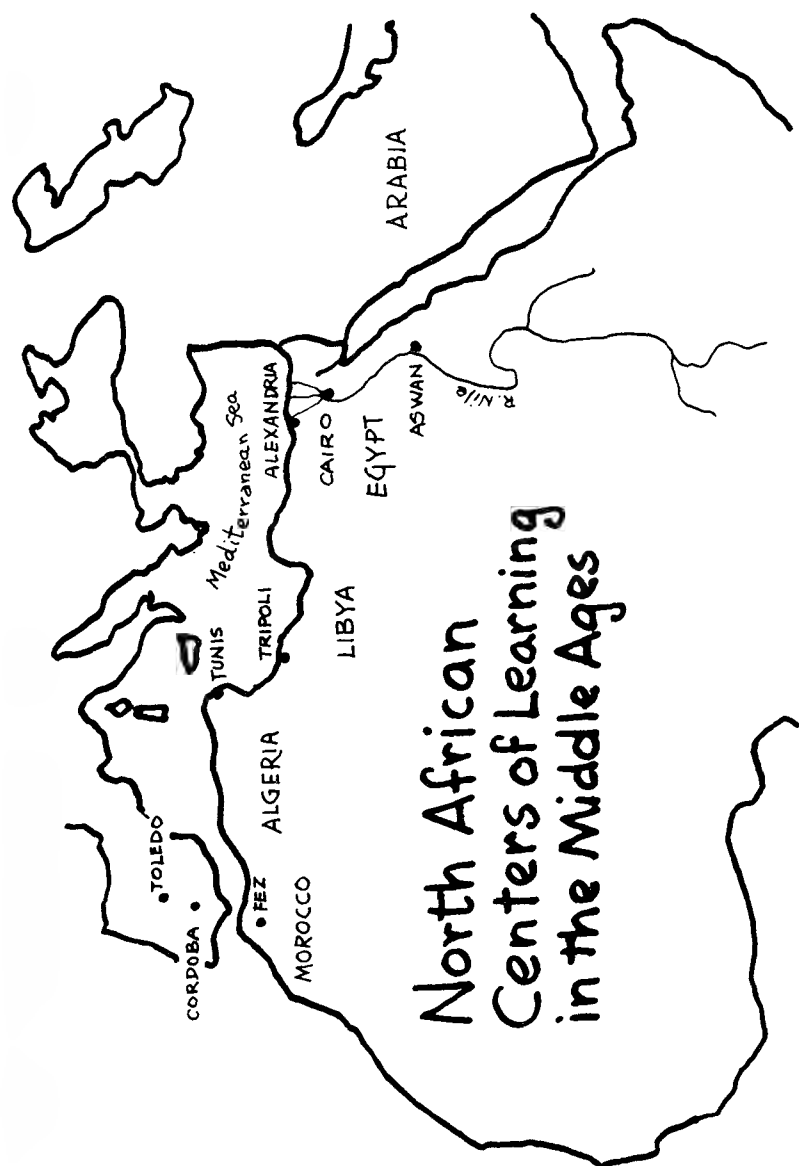 TOLEDO
CORDOBA
FEZ
MOROCCO
ALGERIA
TUNIS
TRIPOLI
LIBYA
Mediterranean Sea
ALEXANDRIA
CAIRO
EGYPT
ASWAN
R. Nile
ARABIA
North African
Centers of Learning
in the Middle Ages